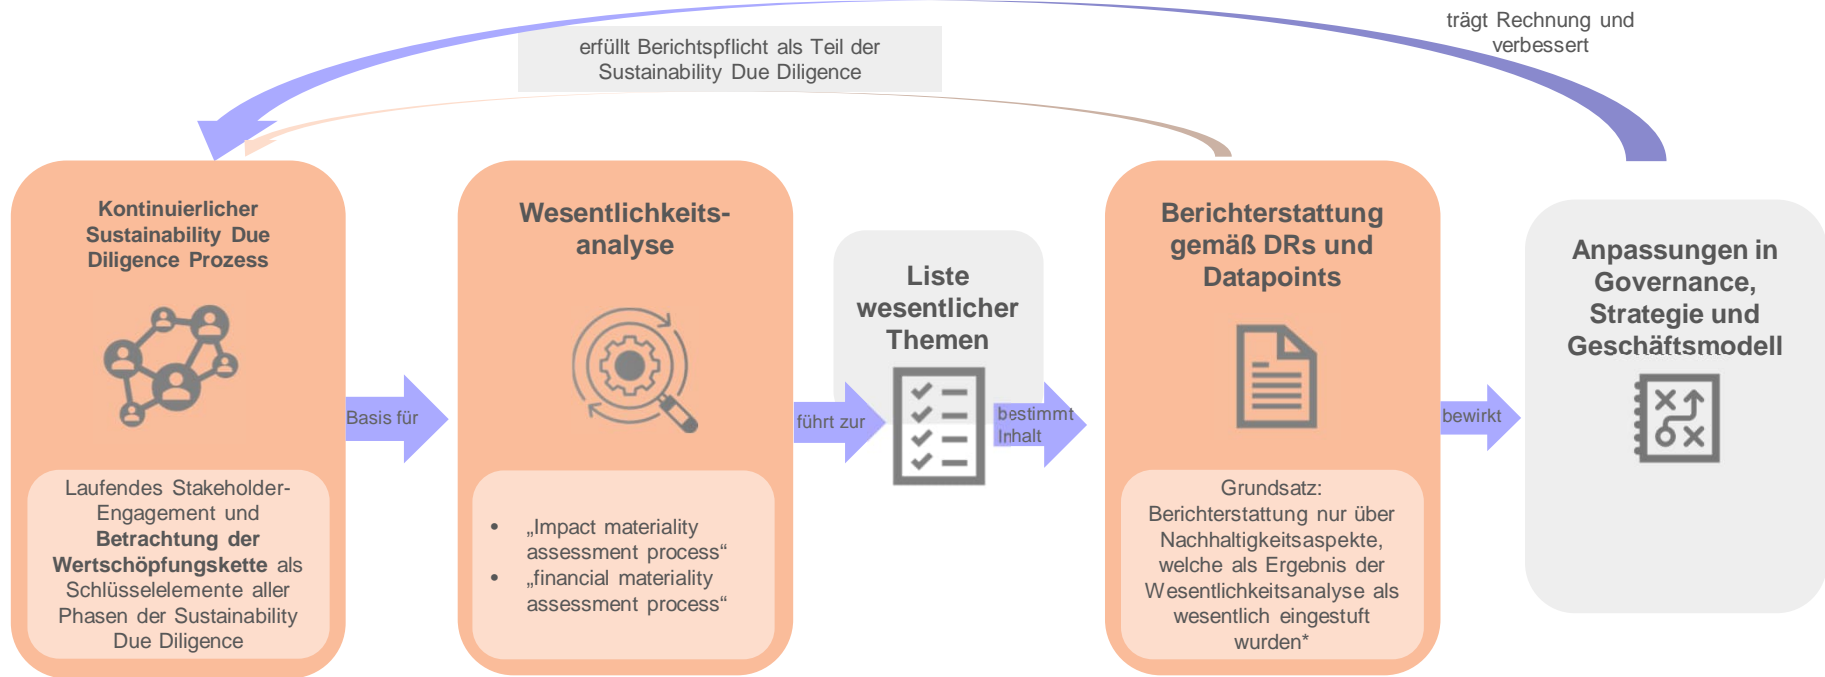 trägt Rechnung und
verbessert
erfüllt Berichtspflicht als Teil der
Sustainability Due Diligence
Kontinuierlicher
Sustainability Due
Diligence Prozess
Laufendes Stakeholder-
Engagement und
Betrachtung der
Wertschöpfungskette als
Schlüsselelemente aller
Phasen der Sustainability
Due Diligence
Basis für
Wesentlichkeits-
analyse
• „Impact materiality
assessment process“
• „financial materiality
assessment process“
führt zur
Liste
wesentlicher
Themen
bestimmt
Inhalt
Berichterstattung
gemäß DRs und
Datapoints
Grundsatz:
Berichterstattung nur über
Nachhaltigkeitsaspekte,
welche als Ergebnis der
Wesentlichkeitsanalyse als
wesentlich eingestuft
wurden*
bewirkt
Anpassungen in
Governance,
Strategie und
Geschäftsmodell